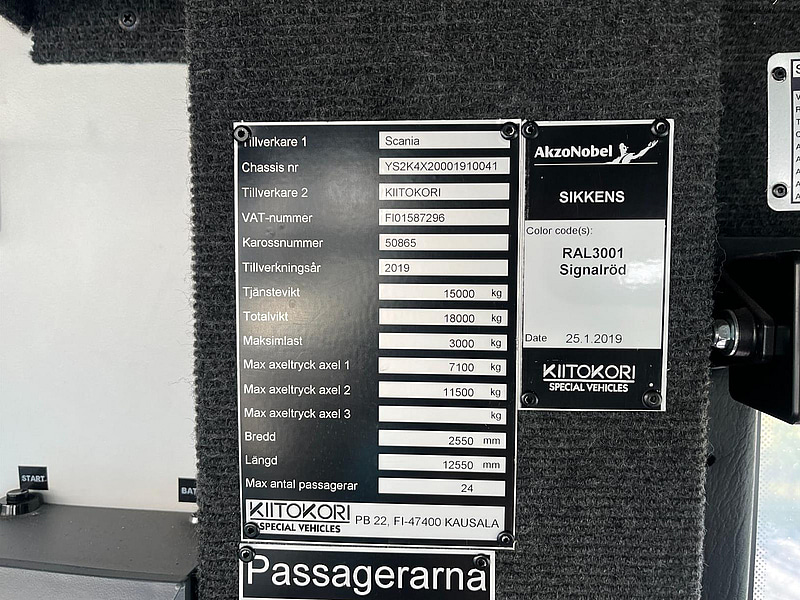 Tillverkare 1 Scania
Chassis nr YS2K4X20001910041
Tillverkare 2 KIITOKORI
VAT-nummer FI01587296
Karossnummer 50865
Tillverkningsår 2019
Tjänstevikt 15000 kg
Totalvikt 18000 kg
Maksimlast 3000 kg
Max axeltryck axel 1 7100 kg
Max axeltryck axel 2 11500 kg
Max axeltryck axel 3 kg
Bredd 2550 mm
Längd 12550 mm
Max antal passagerar 24
KIITOKORI
SPECIAL VEHICLES
PB 22, FI-47400 KAUSALA
Passagerarna
AkzoNobel
SIKKENS
Color code(s):
RAL3001
Signalröd
Date 25.1.2019
KIITOKORI
SPECIAL VEHICLES
START